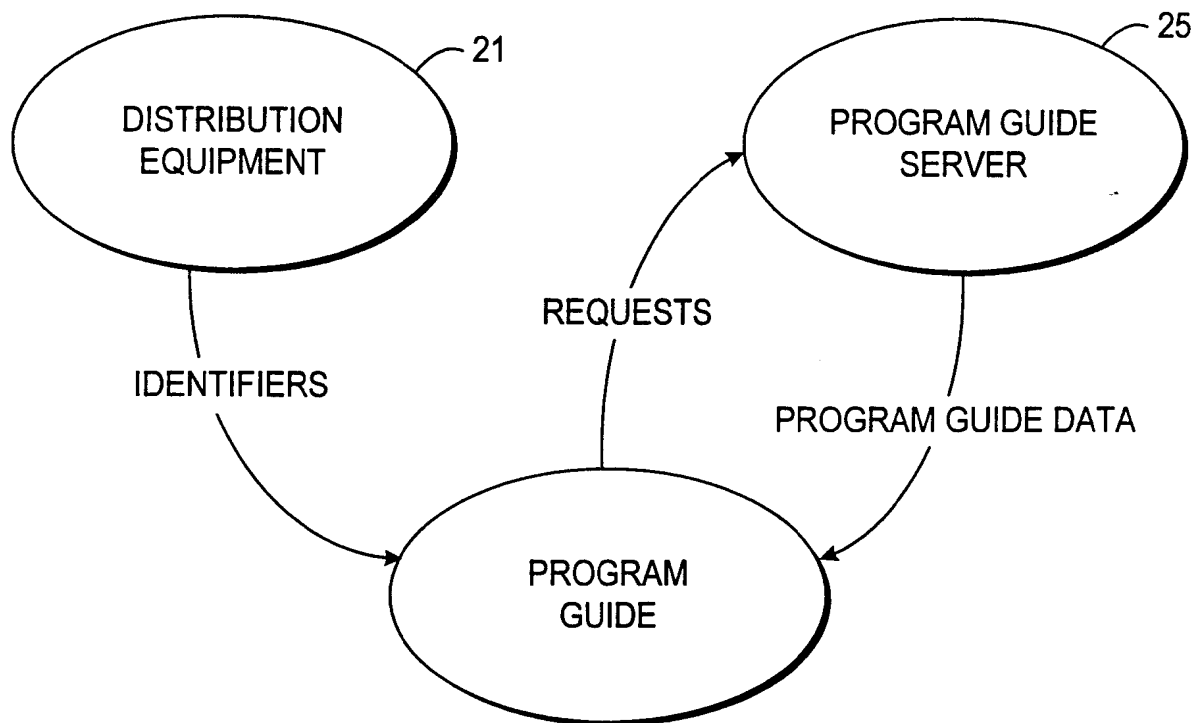 21
25
DISTRIBUTION
EQUIPMENT
PROGRAM GUIDE
SERVER
REQUESTS
IDENTIFIERS
PROGRAM GUIDE DATA
PROGRAM
GUIDE